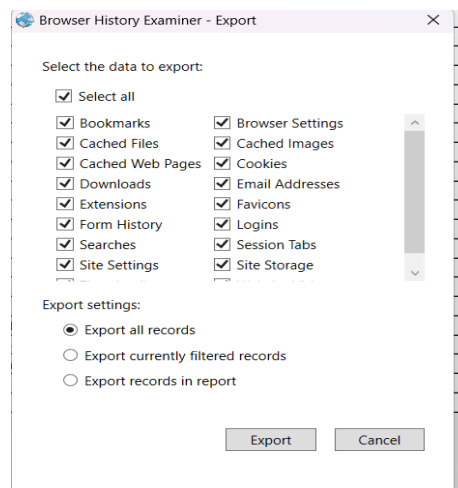 Browser History Examiner - Export
Select the data to export:
Select all
Bookmarks Browser Settings
Cached Files Cached Images
Cached Web Pages Cookies
Downloads Email Addresses
Extensions Favicons
Form History Logins
Searches Session Tabs
Site Settings Site Storage
Export settings:
Export all records
Export currently filtered records
Export records in report
Export Cancel